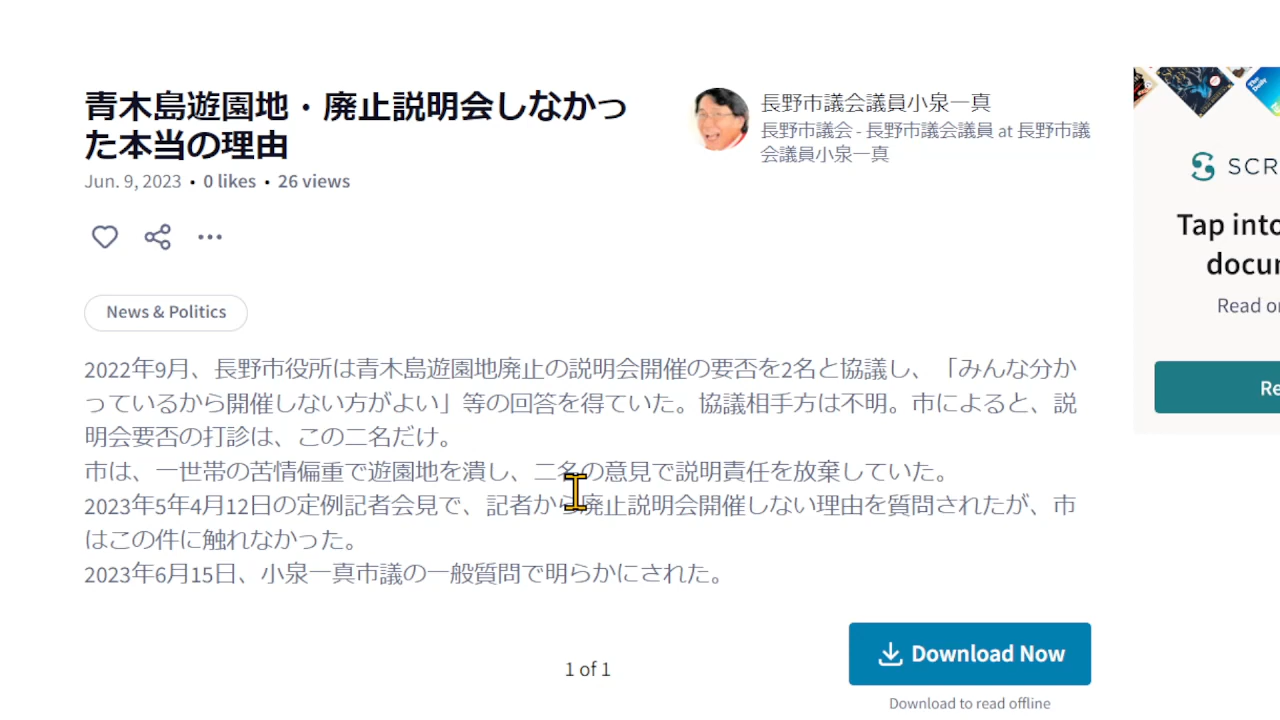 青木島遊園地・廃止説明会しなかっ
た本当の理由
Jun. 9, 2023 • 0 likes • 26 views
長野市議会議員小泉一真
長野市議会 - 長野市議会議員 at 長野市議
会議員小泉一真
News & Politics
2022年9月、長野市役所は青木島遊園地廃止の説明会開催の要否を2名と協議し、「みんな分か
っているから開催しない方がよい」等の回答を得ていた。協議相手方は不明。市によると、説
明会要否の打診は、この二名だけ。
市は、一世帯の苦情偏重で遊園地を潰し、二名の意見で説明責任を放棄していた。
2023年5年4月12日の定例記者会見で、記者から廃止説明会開催しない理由を質問されたが、市
はこの件に触れなかった。
2023年6月15日、小泉一真市議の一般質問で明らかにされた。
1 of 1
Download Now
Download to read offline
SCR
Tap into
docum
Read o
Re